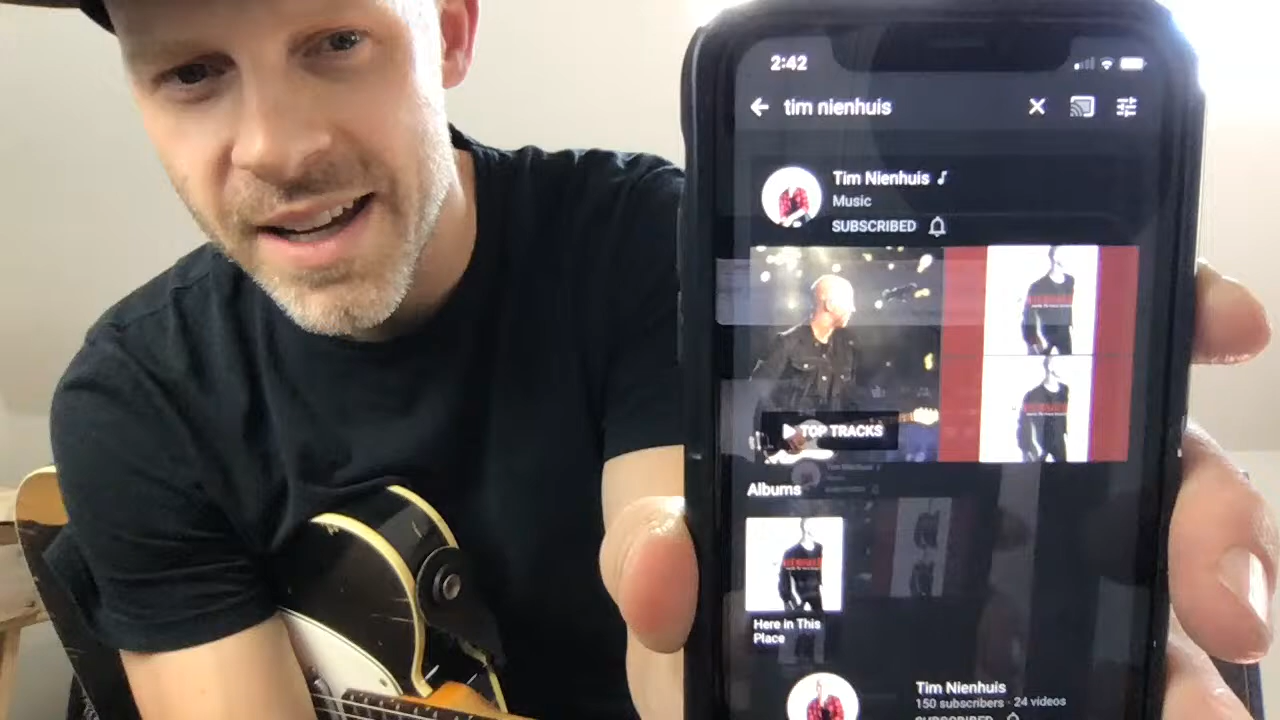 2:42
tim nienhuis
Tim Nienhuis
Music
SUBSCRIBED
TOP TRACKS
Albums
Here in This
Place
Tim Nienhuis
150 subscribers · 24 videos
SUBSCRIBED